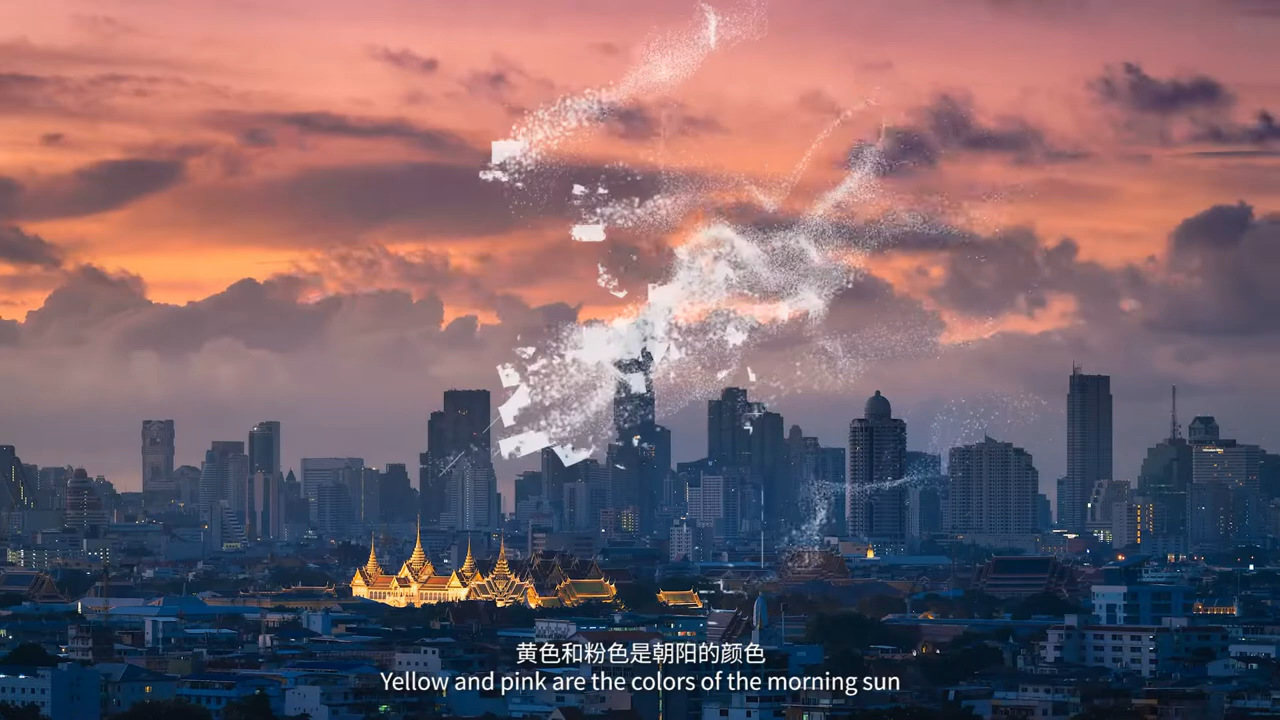 黄色和粉色是朝阳的颜色
Yellow and pink are the colors of the morning sun